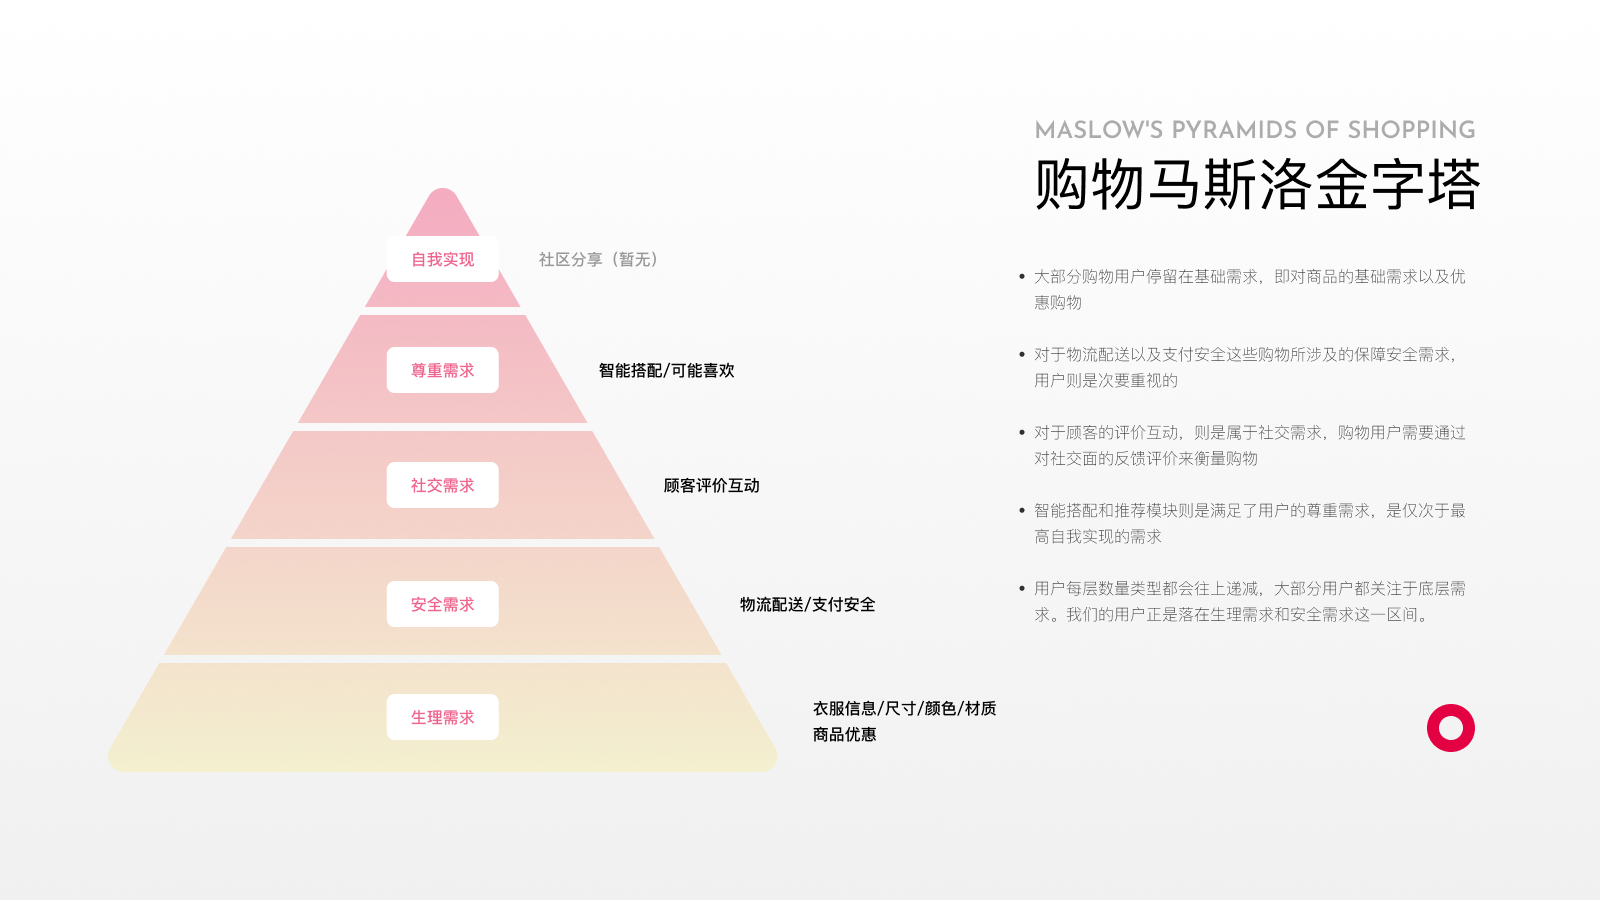 MASLOW'S PYRAMIDS OF SHOPPING
购物马斯洛金字塔
自我实现
社区分享（暂无）
尊重需求
智能搭配/可能喜欢
社交需求
顾客评价互动
安全需求
物流配送/支付安全
生理需求
衣服信息/尺寸/颜色/材质
商品优惠
• 大部分购物用户停留在基础需求，即对商品的基础需求以及优
惠购物
• 对于物流配送以及支付安全这些购物所涉及的保障安全需求，
用户则是次要重视的
• 对于顾客的评价互动，则是属于社交需求，购物用户需要通过
对社交面的反馈评价来衡量购物
• 智能搭配和推荐模块则是满足了用户的尊重需求，是仅次于最
高自我实现的需求
• 用户每层数量类型都会往上递减，大部分用户都关注于底层需
求。我们的用户正是落在生理需求和安全需求这一区间。